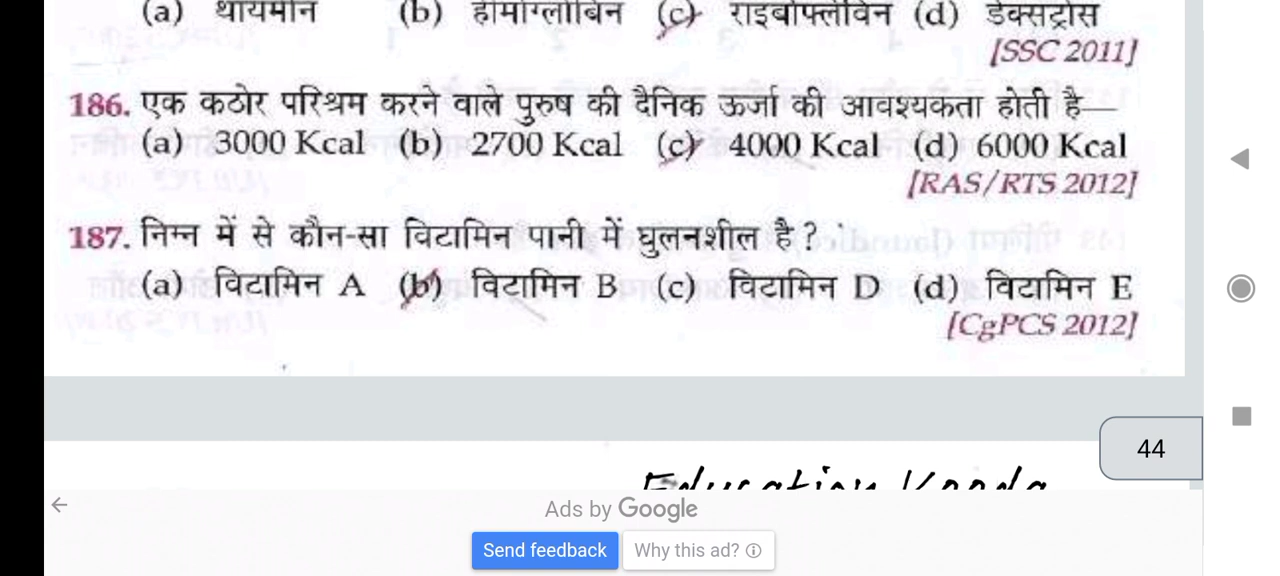 (a) थायमीन (b) हीमोग्लोबिन (c) राइबोफ्लेविन (d) डेक्सट्रोस
[SSC 2011]
186. एक कठोर परिश्रम करने वाले पुरुष की दैनिक ऊर्जा की आवश्यकता होती है—
(a) 3000 Kcal (b) 2700 Kcal (c) 4000 Kcal (d) 6000 Kcal
[RAS/RTS 2012]
187. निम्न में से कौन-सा विटामिन पानी में घुलनशील है?
(a) विटामिन A (b) विटामिन B (c) विटामिन D (d) विटामिन E
[CgPCS 2012]
44
Education
Ads by Google
Send feedback Why this ad?